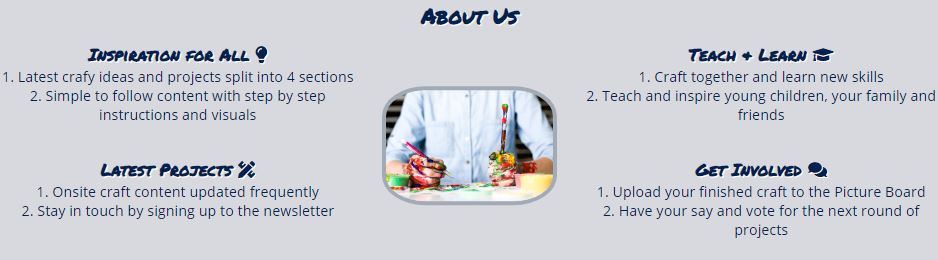 About Us
Inspiration for All
1. Latest crafy ideas and projects split into 4 sections
2. Simple to follow content with step by step
instructions and visuals
Latest Projects
1. Onsite craft content updated frequently
2. Stay in touch by signing up to the newsletter
Teach & Learn
1. Craft together and learn new skills
2. Teach and inspire young children, your family and
friends
Get Involved
1. Upload your finished craft to the Picture Board
2. Have your say and vote for the next round of
projects